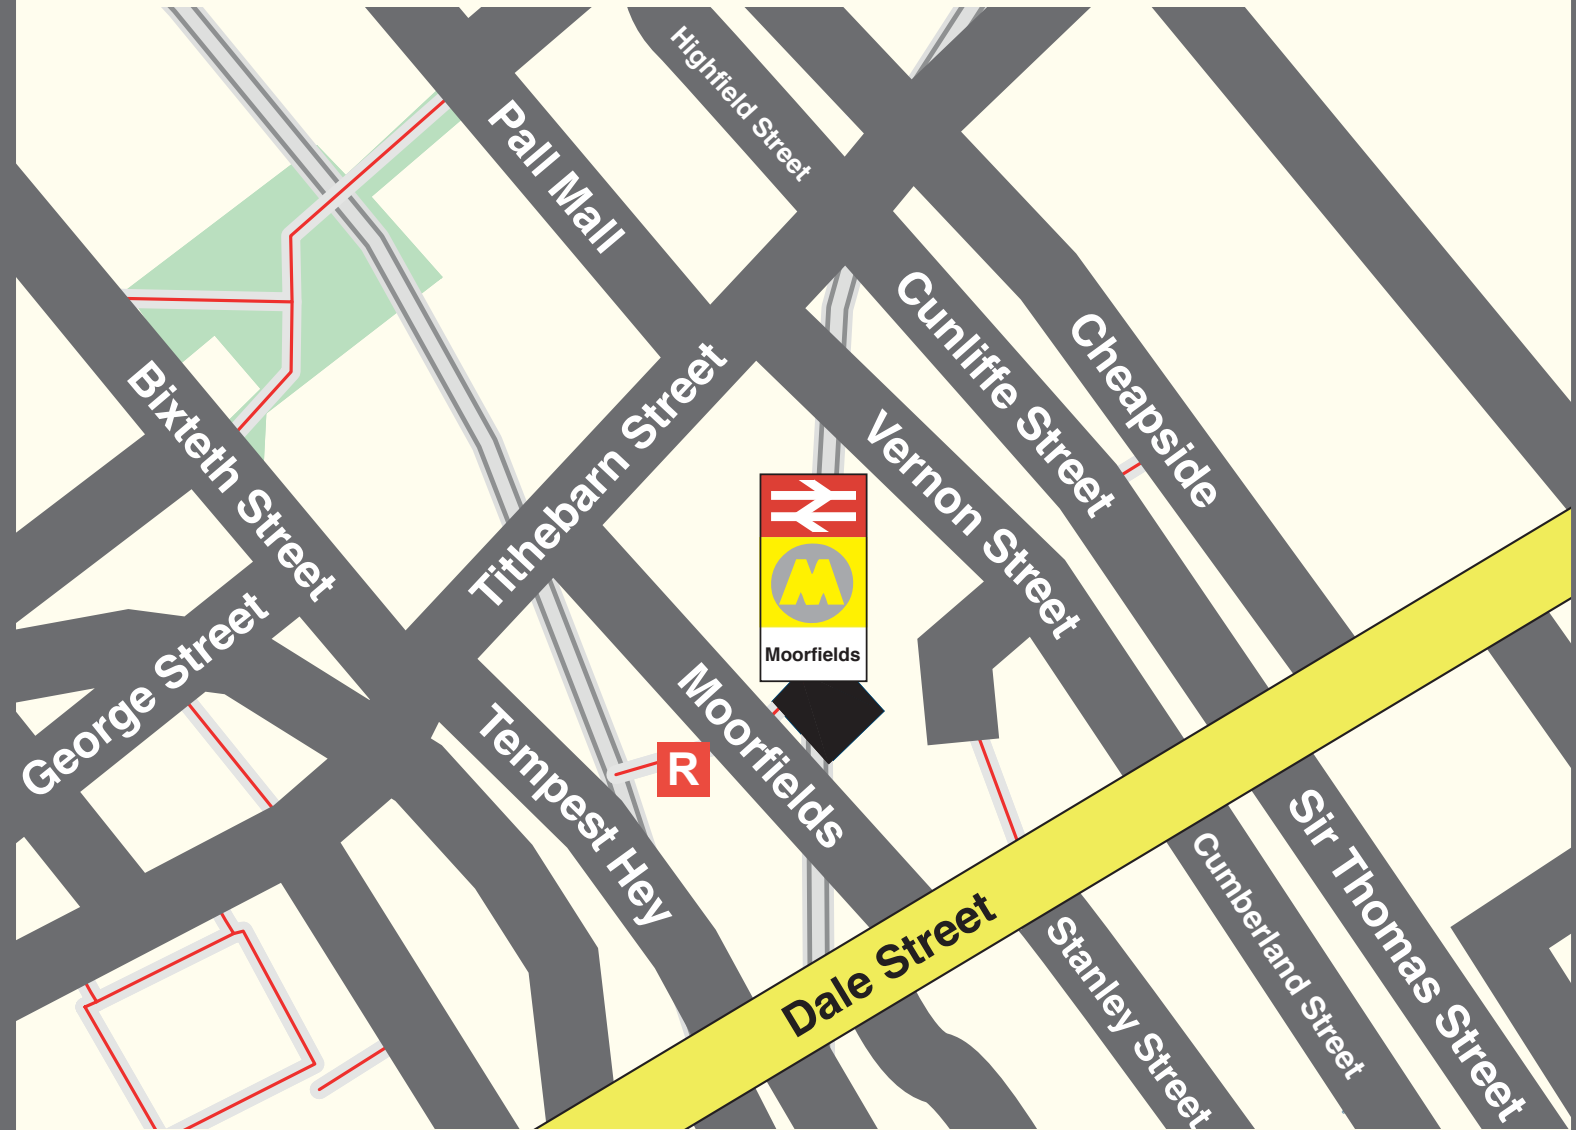 Highfield Street
Pall Mall
Cunliffe Street
Cheapside
Bixteth Street
Tithebarn Street
Vernon Street
M
Moorfields
George Street
Moorfields
Tempest Hey
R
Sir Thomas Street
Cumberland Street
Dale Street
Stanley Street